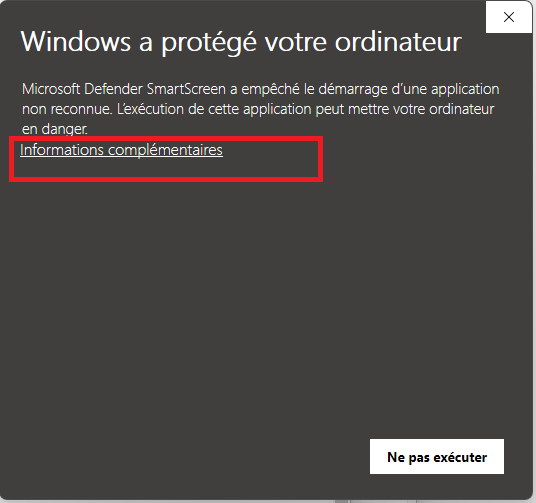 Windows a protégé votre ordinateur
Microsoft Defender SmartScreen a empêché le démarrage d’une application
non reconnue. L’exécution de cette application peut mettre votre ordinateur
en danger.
Informations complémentaires
Ne pas exécuter